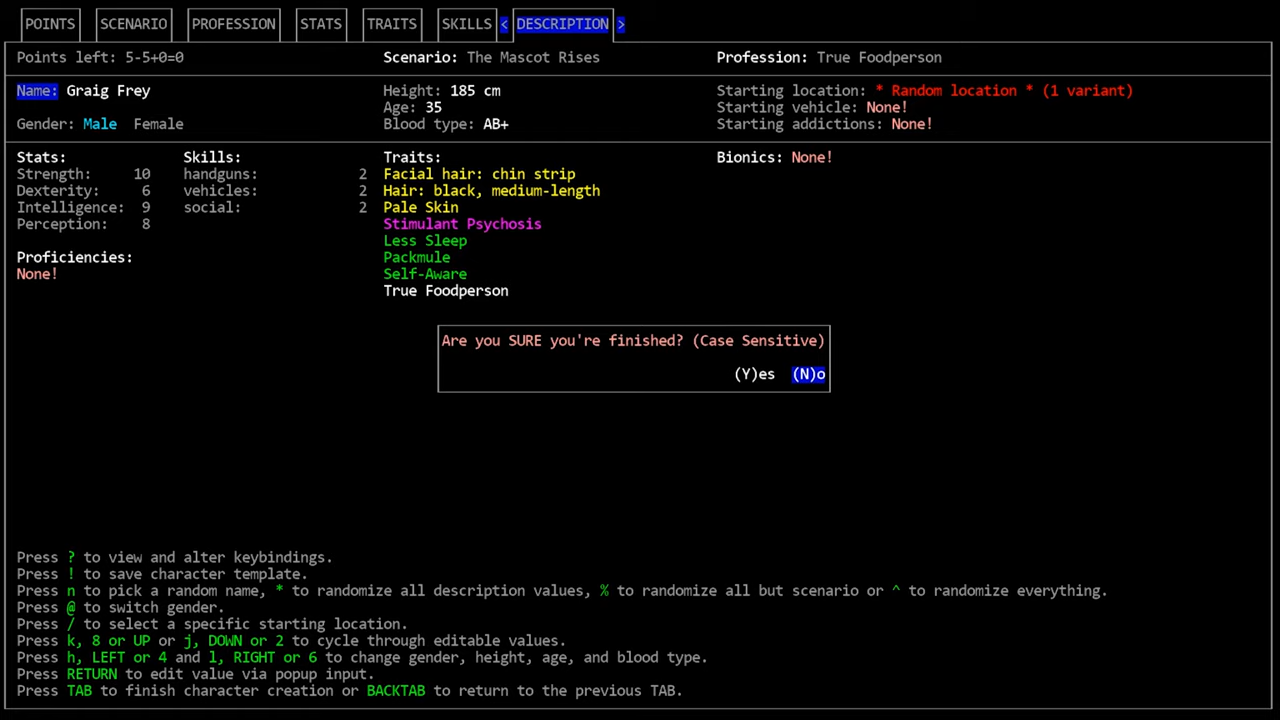 POINTS SCENARIO PROFESSION STATS TRAITS SKILLS < DESCRIPTION >
Points left: 5-5+0=0 Scenario: The Mascot Rises Profession: True Foodperson
Name: Graig Frey Height: 185 cm Starting location: * Random location * (1 variant)
Age: 35 Starting vehicle: None!
Gender: Male Female Blood type: AB+ Starting addictions: None!
Stats: Skills: Traits: Bionics: None!
Strength: 10 handguns: 2 Facial hair: chin strip
Dexterity: 6 vehicles: 2 Hair: black, medium-length
Intelligence: 9 social: 2 Pale Skin
Perception: 8 Stimulant Psychosis
Less Sleep
Proficiencies: Packmule
None! Self-Aware
True Foodperson
Are you SURE you're finished? (Case Sensitive)
(Y)es (N)o
Press ? to view and alter keybindings.
Press ! to save character template.
Press n to pick a random name, * to randomize all description values, % to randomize all but scenario or ^ to randomize everything.
Press @ to switch gender.
Press / to select a specific starting location.
Press k, 8 or UP or j, DOWN or 2 to cycle through editable values.
Press h, LEFT or 4 and l, RIGHT or 6 to change gender, height, age, and blood type.
Press RETURN to edit value via popup input.
Press TAB to finish character creation or BACKTAB to return to the previous TAB.